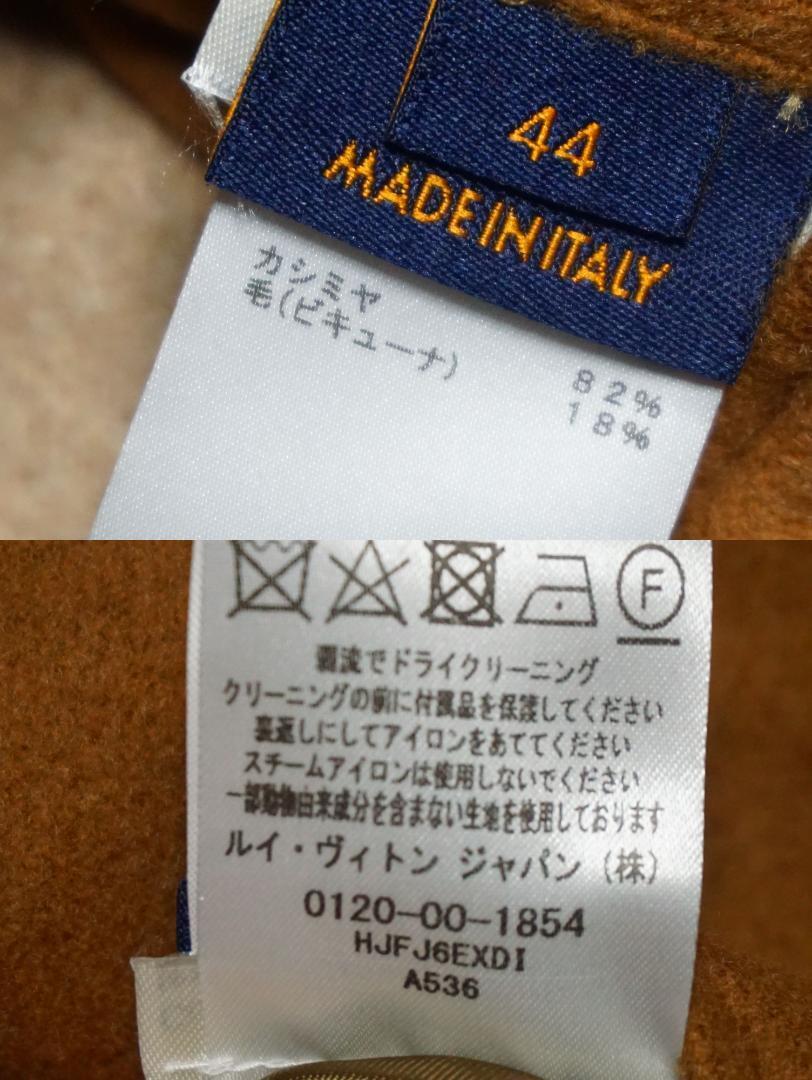 44
MADE IN ITALY
カシミヤ 82%
毛(ビキューナ) 18%
F
弱流でドライクリーニング
クリーニングの前に付属品を保護してください
裏返しにしてアイロンをあててください
スチームアイロンは使用しないでください
一部動物由来成分を含まない生地を使用しております
ルイ・ヴィトン ジャパン (株)
0120-00-1854
HJFJ6EXDI
A536